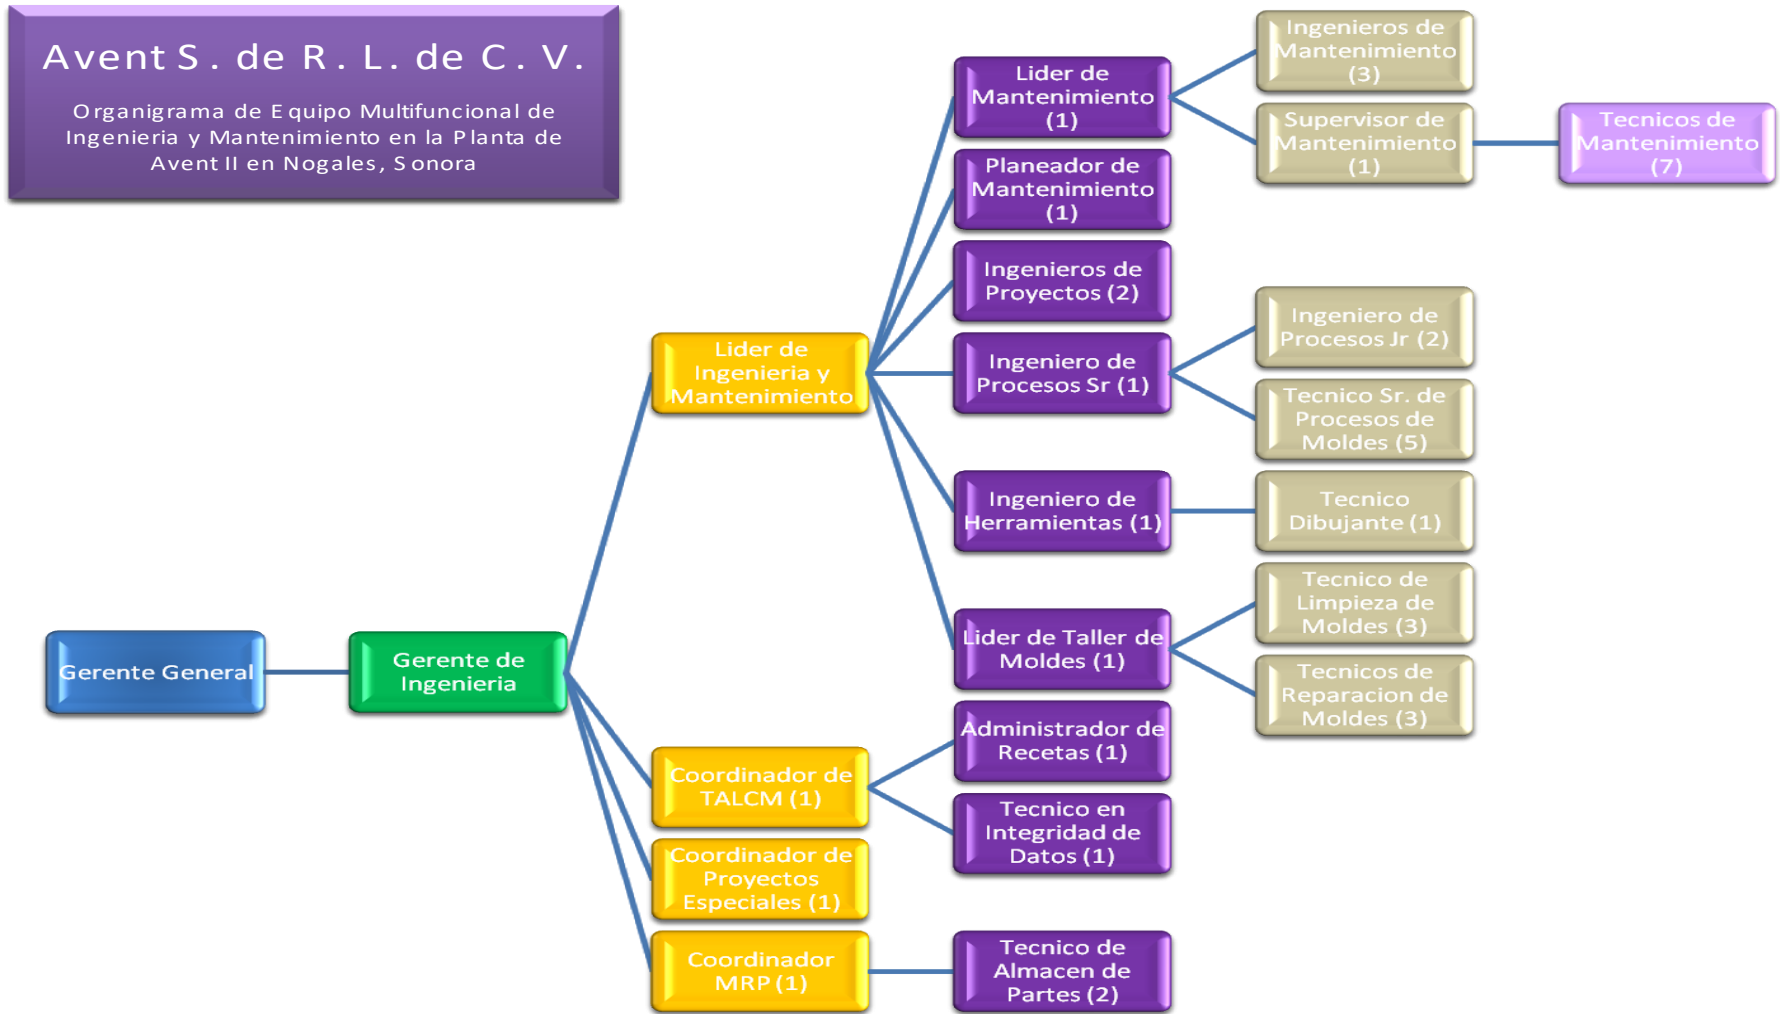 Avent S. de R. L. de C. V.
Organigrama de Equipo Multifuncional de
Ingenieria y Mantenimiento en la Planta de
Avent II en Nogales, Sonora
Gerente General
Gerente de
Ingenieria
Lider de
Ingenieria y
Mantenimiento
Lider de
Mantenimiento
(1)
Ingenieros de
Mantenimiento
(3)
Supervisor de
Mantenimiento
(1)
Tecnicos de
Mantenimiento
(7)
Planeador de
Mantenimiento
(1)
Ingenieros de
Proyectos (2)
Ingeniero de
Procesos Sr (1)
Ingeniero de
Procesos Jr (2)
Tecnico Sr. de
Procesos de
Moldes (5)
Ingeniero de
Herramientas (1)
Tecnico
Dibujante (1)
Lider de Taller de
Moldes (1)
Tecnico de
Limpieza de
Moldes (3)
Tecnicos de
Reparacion de
Moldes (3)
Coordinador de
TALCM (1)
Administrador de
Recetas (1)
Tecnico en
Integridad de
Datos (1)
Coordinador de
Proyectos
Especiales (1)
Coordinador
MRP (1)
Tecnico de
Almacen de
Partes (2)